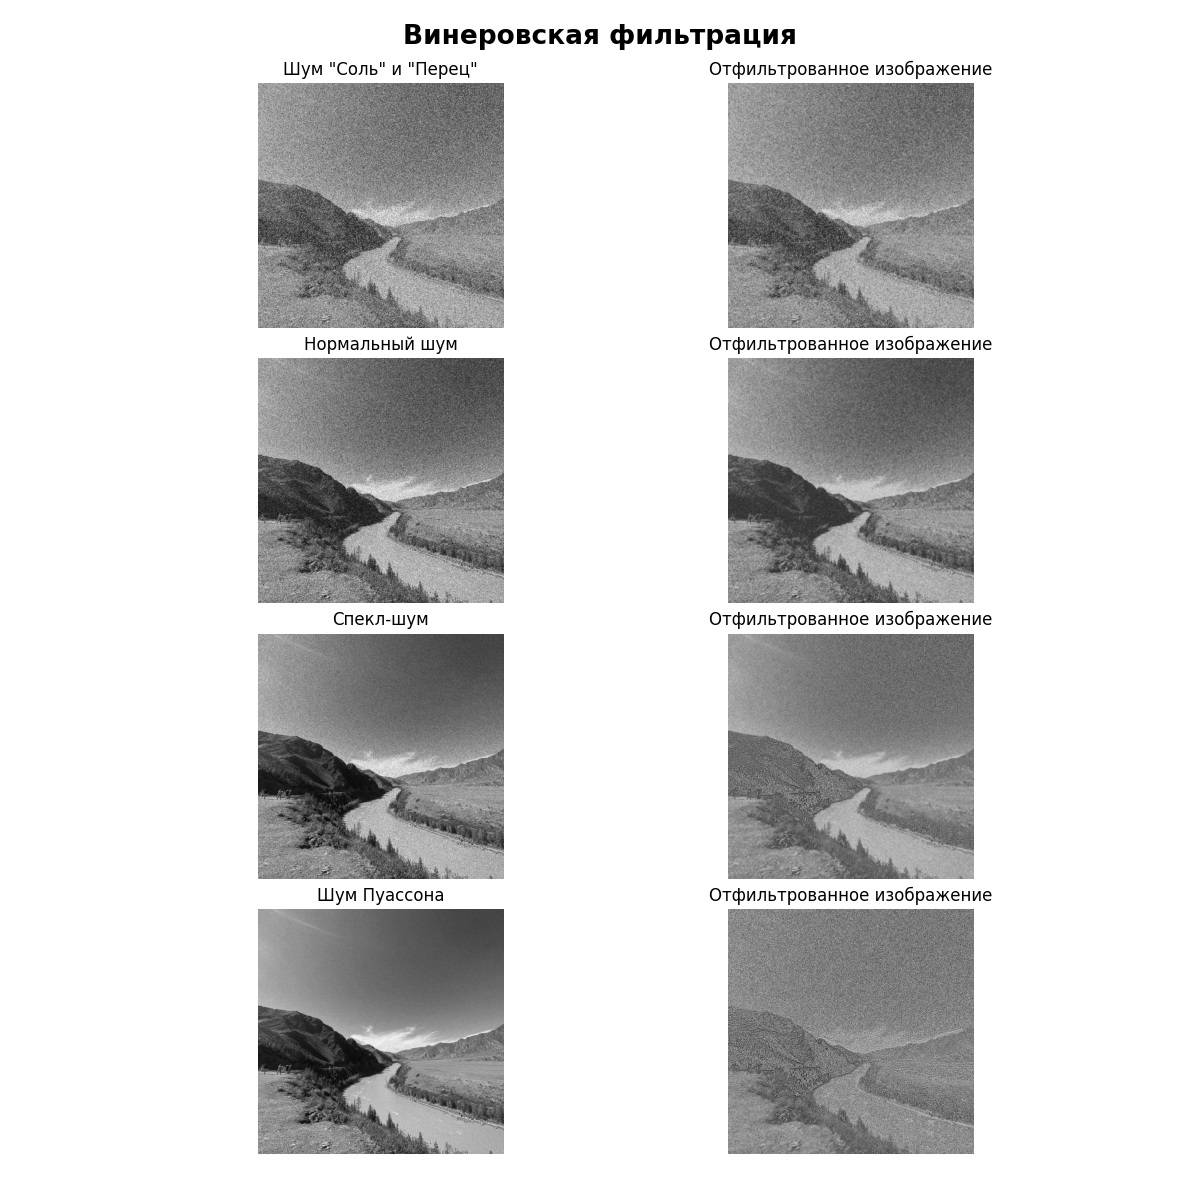 Винеровская фильтрация
Шум "Соль" и "Перец"
Отфильтрованное изображение
Нормальный шум
Отфильтрованное изображение
Спекл-шум
Отфильтрованное изображение
Шум Пуассона
Отфильтрованное изображение